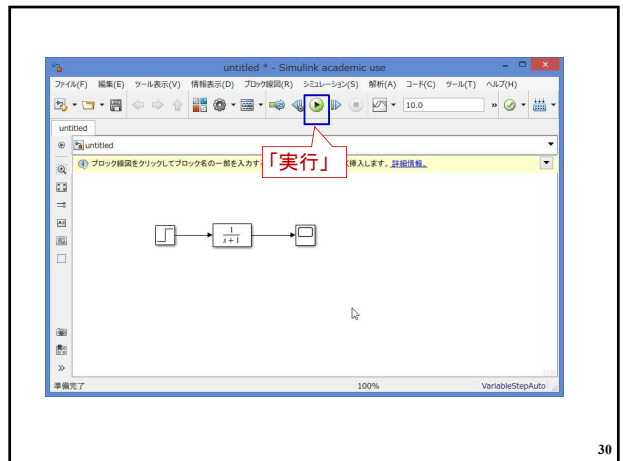 untitled * - Simulink academic use
ファイル(F) 編集(E) ツール表示(V) 情報表示(D) ブロック線図(R) シミュレーション(S) 解析(A) コード(C) ツール(T) ヘルプ(H)
10.0
untitled
untitled
ブロック線図をクリックしてブロック名の一部を入力す 挿入します。詳細情報。
「実行」
1
s+1
準備完了 100% VariableStepAuto
30